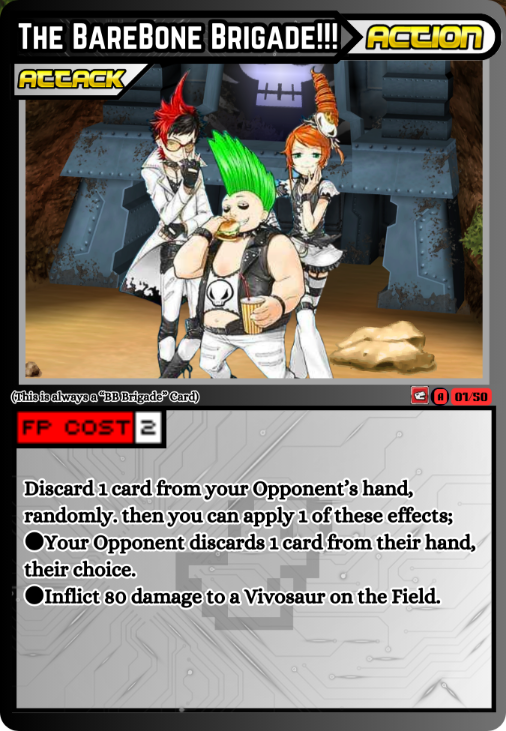 The BareBone Brigade!!!
ACTION
ATTACK
(This is always a "BB Brigade" Card)
A 01/50
FP COST 2
Discard 1 card from your Opponent's hand,
randomly. then you can apply 1 of these effects;
●Your Opponent discards 1 card from their hand,
their choice.
●Inflict 80 damage to a Vivosaur on the Field.